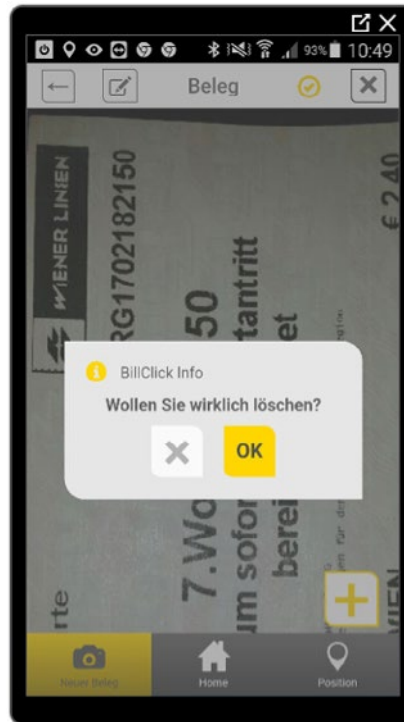 93% 10:49
Beleg
WIENER LINIEN
RG1702182150
€ 2,40
50
tantritt
et
BillClick Info
Wollen Sie wirklich löschen?
OK
7.Wo
um sofor
berei
rte
WIEN
Neuer Beleg
Home
Position